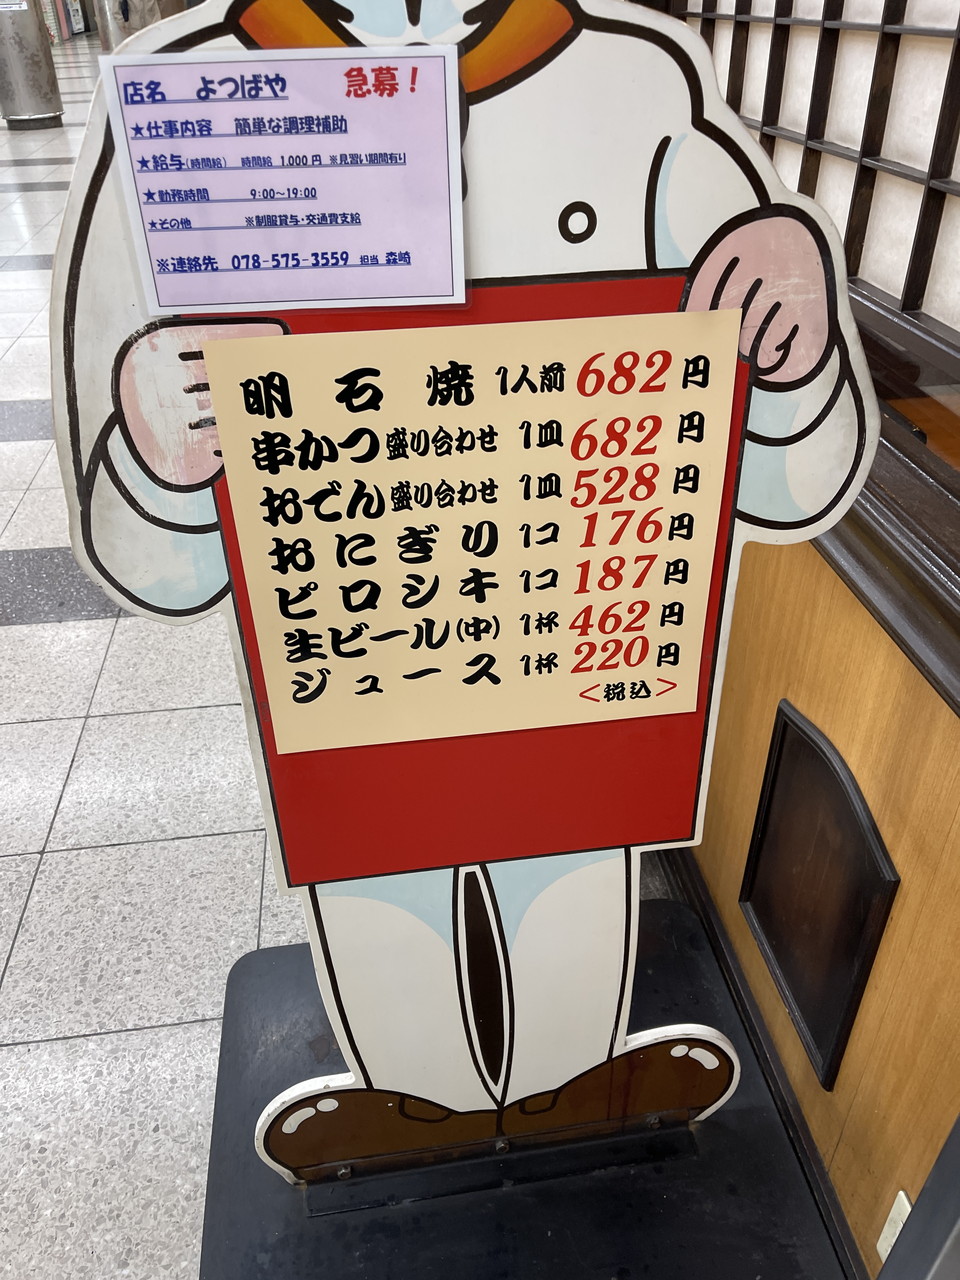 店名 よつばや 急募！
★仕事内容 簡単な調理補助
★給与(時間給) 時間給 1,000円 ※見習い期間有り
★勤務時間 9:00～19:00
★その他 ※制服貸与・交通費支給
※連絡先 078-575-3559 担当 森崎
明石焼 1人前 682円
串かつ盛り合わせ 1皿 682円
おでん盛り合わせ 1皿 528円
おにぎり 1コ 176円
ピロシキ 1コ 187円
生ビール(中) 1杯 462円
ジュース 1杯 220円
<税込>